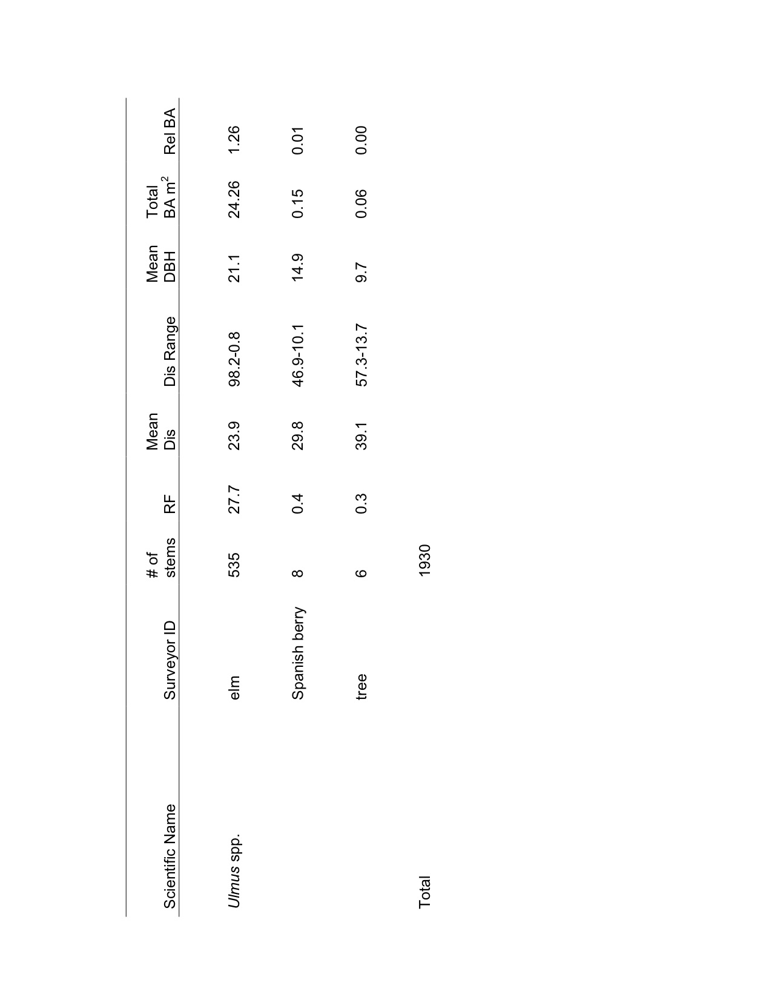 Scientific Name Surveyor ID # of stems RF Mean Dis Dis Range Mean DBH Total BA m² Rel BA
Ulmus spp. elm 535 27.7 23.9 98.2-0.8 21.1 24.26 1.26
Spanish berry 8 0.4 29.8 46.9-10.1 14.9 0.15 0.01
tree 6 0.3 39.1 57.3-13.7 9.7 0.06 0.00
Total 1930